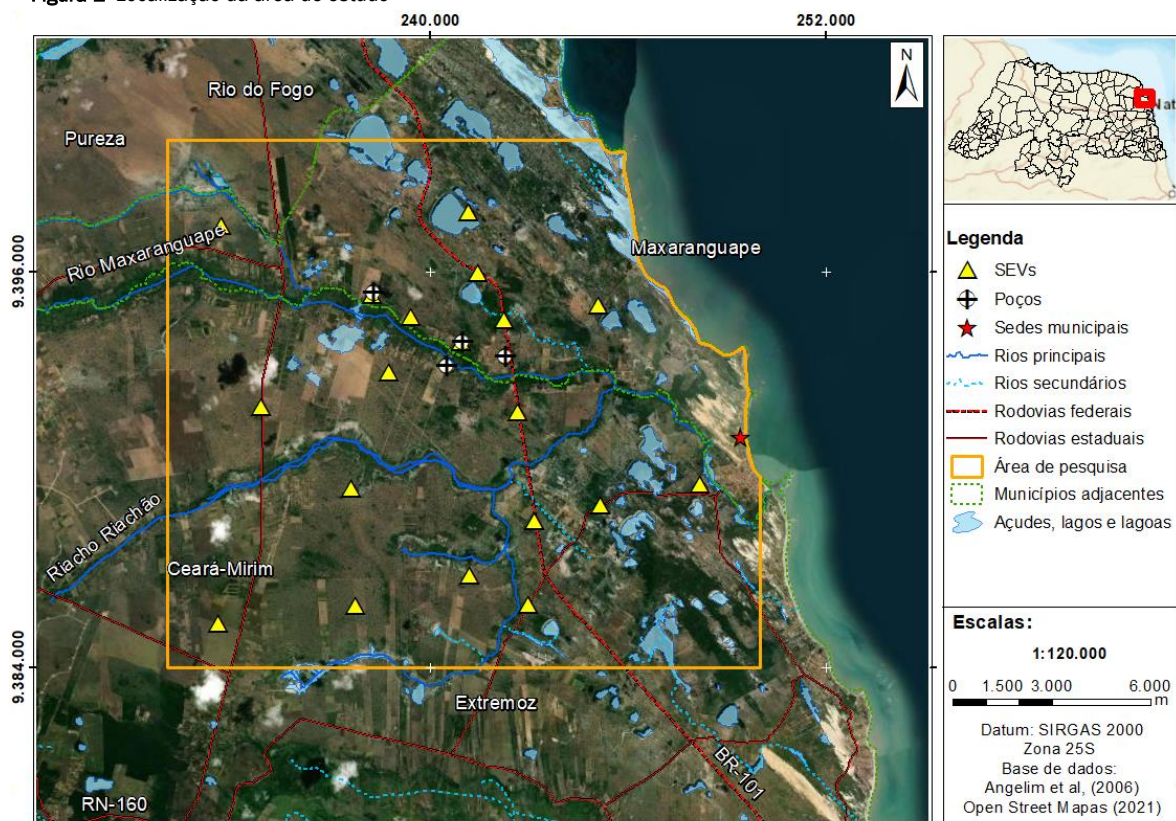 Figura 2 Localização da área de estudo
240.000
252.000
N
Rio do Fogo
Pureza
Rio Maxaranguape
Maxaranguape
9.396.000
Riacho Riachão
Ceará-Mirim
9.384.000
Extremoz
BR-101
RN-160
Nat
Legenda
SEVs
Poços
Sedes municipais
Rios principais
Rios secundários
Rodovias federais
Rodovias estaduais
Área de pesquisa
Municípios adjacentes
Açudes, lagos e lagoas
Escalas:
1:120.000
0 1.500 3.000 6.000
m
Datum: SIRGAS 2000
Zona 25S
Base de dados:
Angelim et al, (2006)
Open Street Mapas (2021)